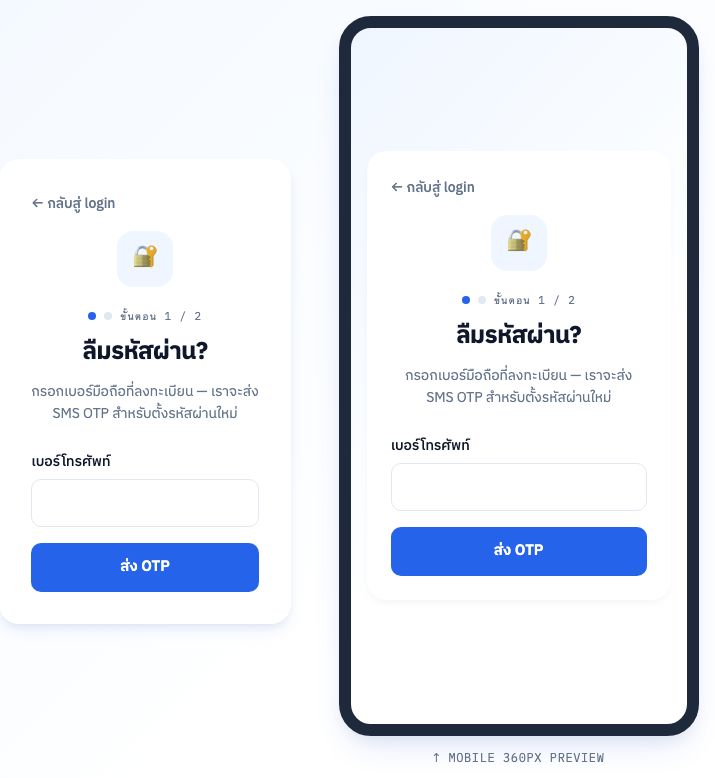 ← กลับสู่ login
ขั้นตอน 1 / 2
ลืมรหัสผ่าน?
กรอกเบอร์มือถือที่ลงทะเบียน — เราจะส่ง
SMS OTP สำหรับตั้งรหัสผ่านใหม่
เบอร์โทรศัพท์
ส่ง OTP
← กลับสู่ login
ขั้นตอน 1 / 2
ลืมรหัสผ่าน?
กรอกเบอร์มือถือที่ลงทะเบียน — เราจะส่ง
SMS OTP สำหรับตั้งรหัสผ่านใหม่
เบอร์โทรศัพท์
ส่ง OTP
↑ MOBILE 360PX PREVIEW